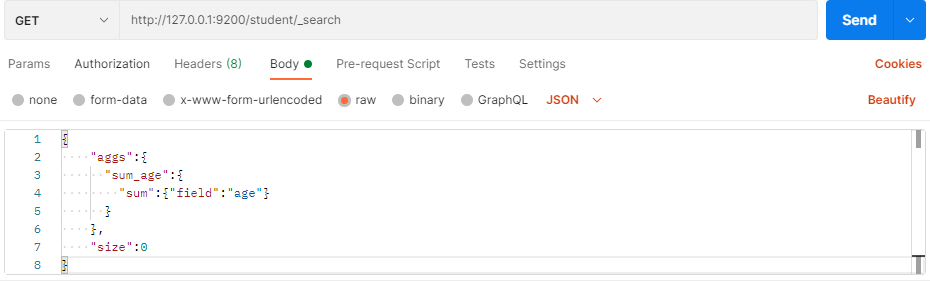 GET http://127.0.0.1:9200/student/_search Send
Params Authorization Headers (8) Body Pre-request Script Tests Settings Cookies
none form-data x-www-form-urlencoded raw binary GraphQL JSON Beautify
1 {
2 "aggs":{
3 "sum_age":{
4 "sum":{"field":"age"}
5 }
6 },
7 "size":0
8 }